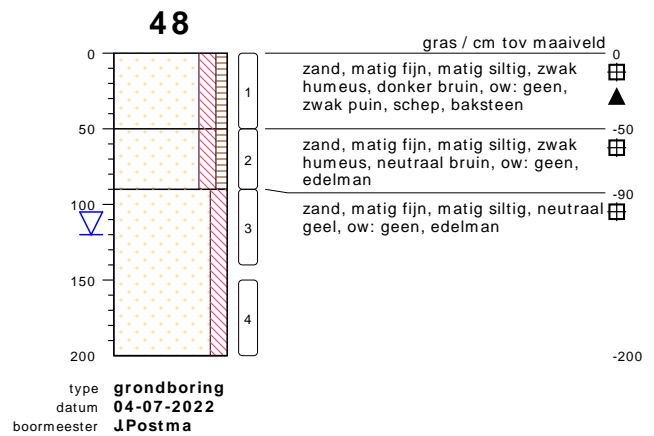 48
gras / cm tov maaiveld
0
0
zand, matig fijn, matig siltig, zwak
humeus, donker bruin, ow: geen,
zwak puin, schep, baksteen
1
50
-50
zand, matig fijn, matig siltig, zwak
humeus, neutraal bruin, ow: geen,
edelman
2
-90
100
zand, matig fijn, matig siltig, neutraal
geel, ow: geen, edelman
3
150
4
200
-200
type grondboring
datum 04-07-2022
boormeester J.Postma